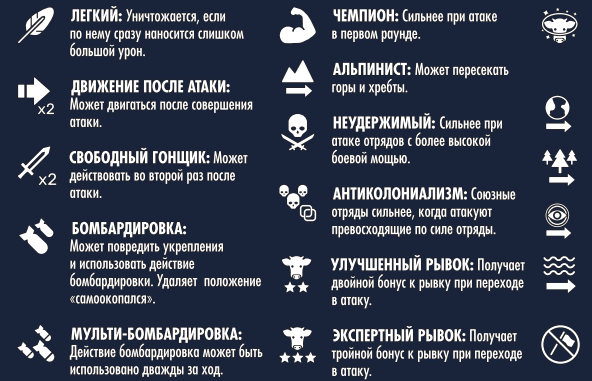 ЛЕГКИЙ: Уничтожается, если
по нему сразу наносится слишком
большой урон.
x2
ДВИЖЕНИЕ ПОСЛЕ АТАКИ:
Может двигаться после совершения
атаки.
x2
СВОБОДНЫЙ ГОНЩИК: Может
действовать во второй раз после
атаки.
БОМБАРДИРОВКА:
Может повредить укрепления
и использовать действие
бомбардировки. Удаляет положение
«самоокопался».
МУЛЬТИ-БОМБАРДИРОВКА:
Действие бомбардировка может быть
использовано дважды за ход.
ЧЕМПИОН: Сильнее при атаке
в первом раунде.
АЛЬПИНИСТ: Может пересекать
горы и хребты.
НЕУДЕРЖИМЫЙ: Сильнее при
атаке отрядов с более высокой
боевой мощью.
АНТИКОЛОНИАЛИЗМ: Союзные
отряды сильнее, когда атакуют
превосходящие по силе отряды.
УЛУЧШЕННЫЙ РЫВОК: Получает
двойной бонус к рывку при переходе
в атаку.
ЭКСПЕРТНЫЙ РЫВОК: Получает
тройной бонус к рывку при переходе
в атаку.